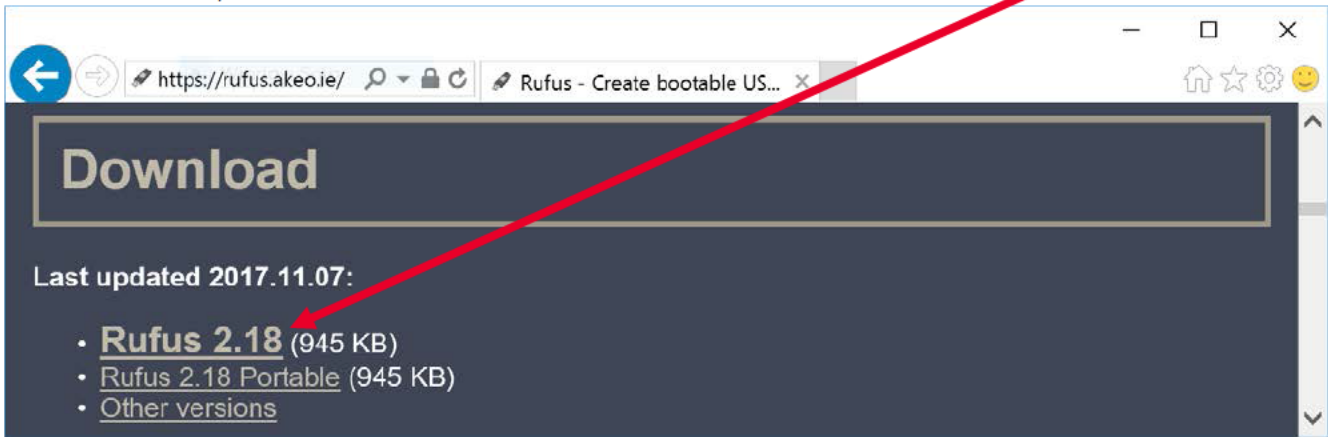 https://rufus.akeo.ie/
Rufus - Create bootable US...
Download
Last updated 2017.11.07:
• Rufus 2.18 (945 KB)
• Rufus 2.18 Portable (945 KB)
• Other versions